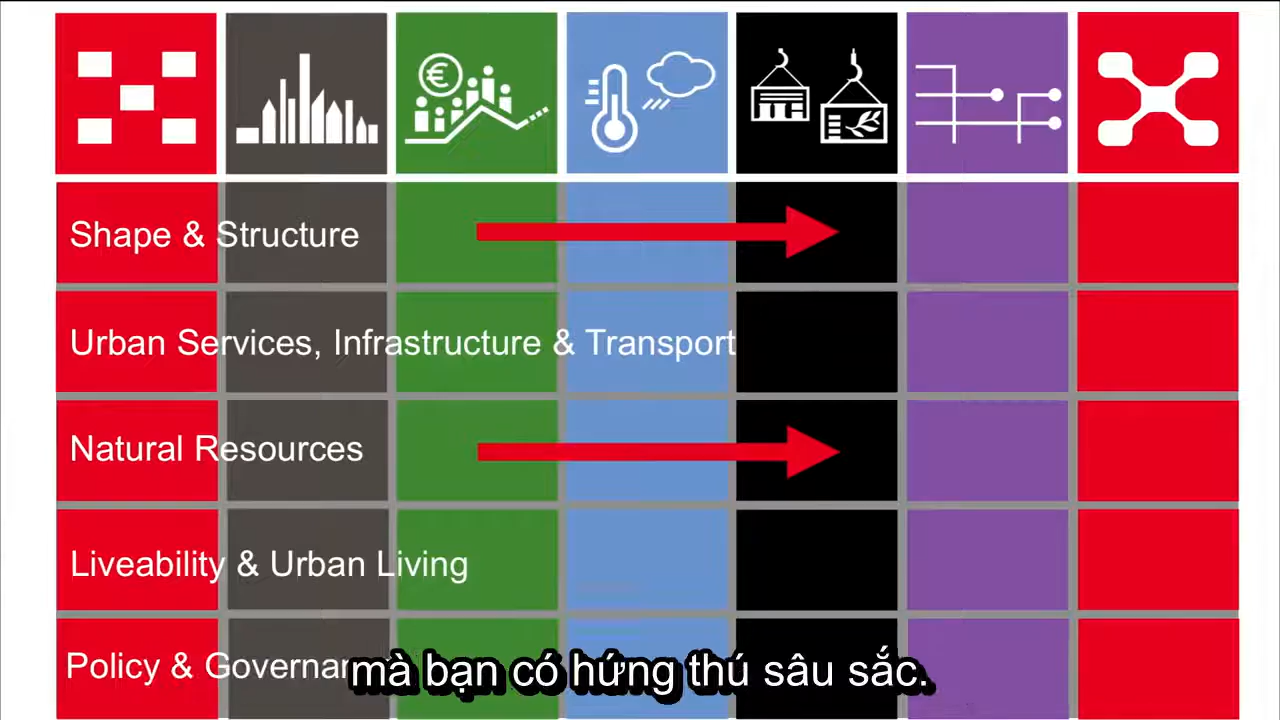 €
Shape & Structure
Urban Services, Infrastructure & Transport
Natural Resources
Liveability & Urban Living
Policy & Governan
mà bạn có hứng thú sâu sắc.